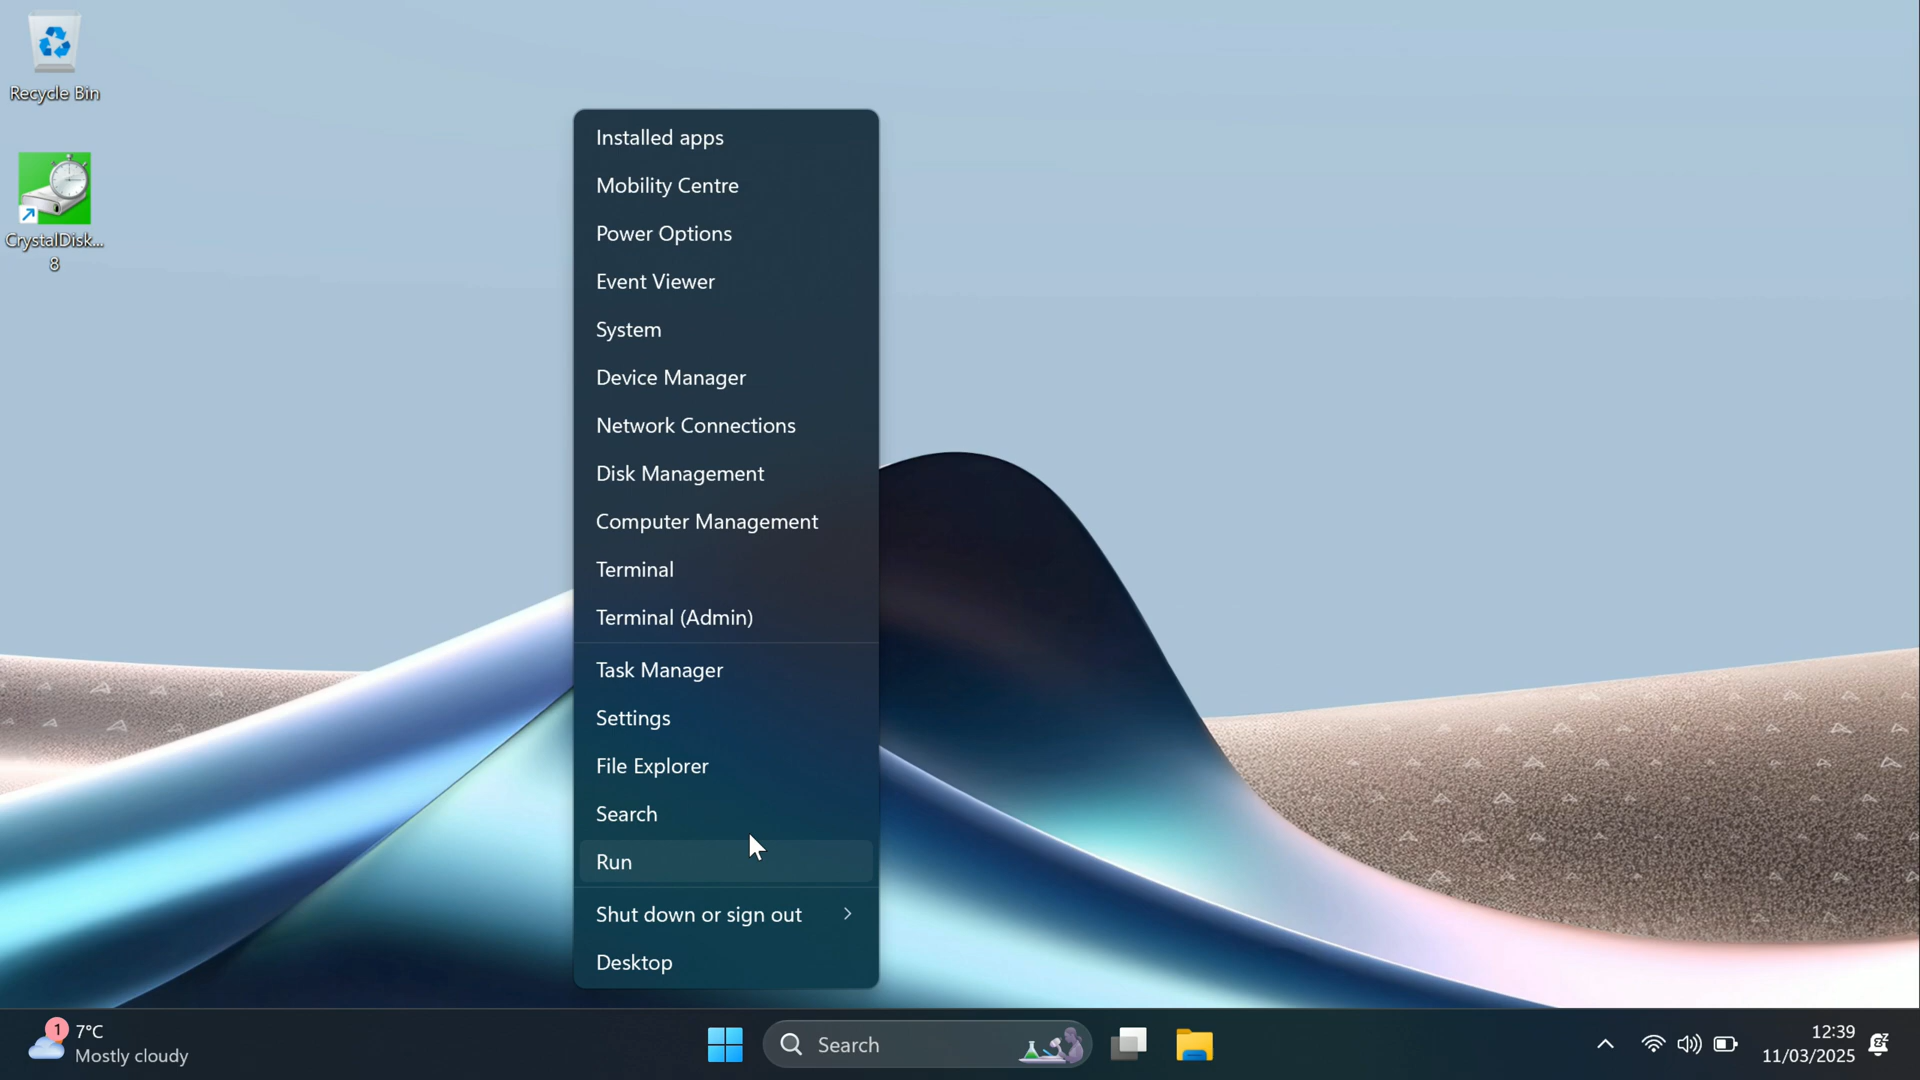 Recycle Bin
CrystalDisk...
8
Installed apps
Mobility Centre
Power Options
Event Viewer
System
Device Manager
Network Connections
Disk Management
Computer Management
Terminal
Terminal (Admin)
Task Manager
Settings
File Explorer
Search
Run
Shut down or sign out
Desktop
1
7°C
Mostly cloudy
Search
12:39
11/03/2025